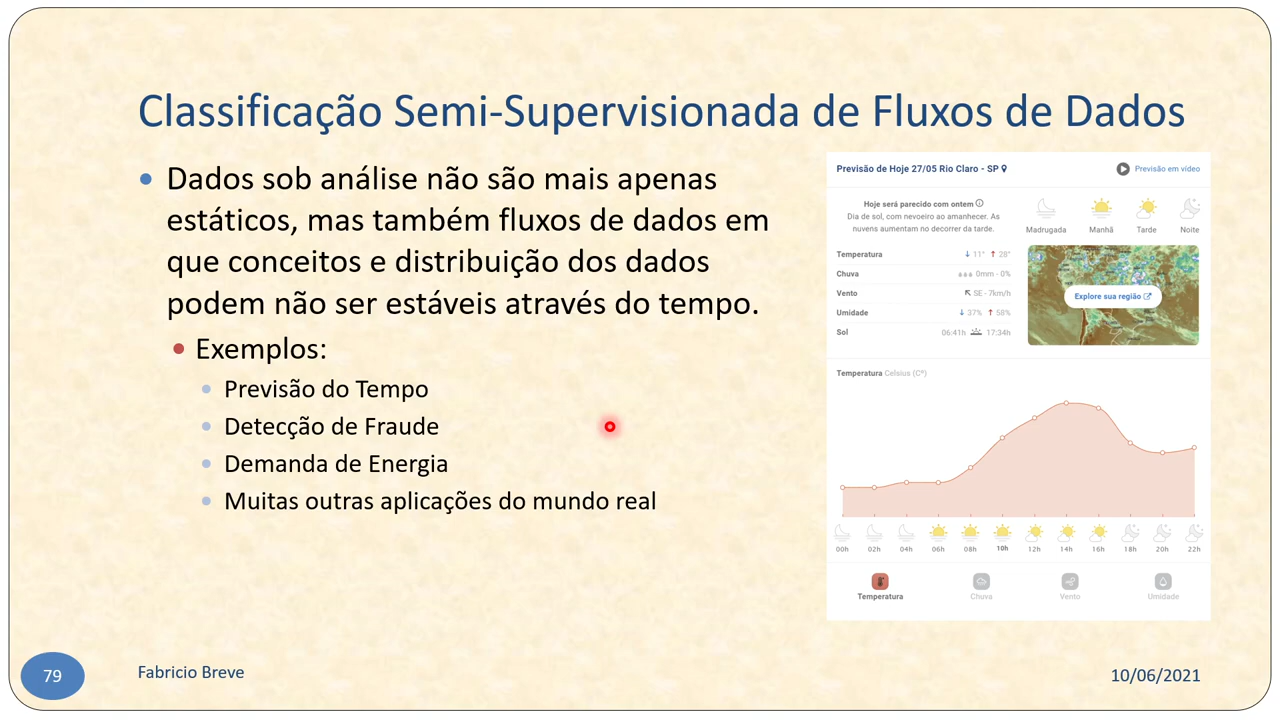 Classificação Semi-Supervisionada de Fluxos de Dados
Dados sob análise não são mais apenas
estáticos, mas também fluxos de dados em
que conceitos e distribuição dos dados
podem não ser estáveis através do tempo.
Exemplos:
Previsão do Tempo
Detecção de Fraude
Demanda de Energia
Muitas outras aplicações do mundo real
Previsão de Hoje 27/05 Rio Claro - SP
Previsão em vídeo
Hoje será parecido com ontem
Dia de sol, com nevoeiro ao amanhecer. As
nuvens aumentam no decorrer da tarde.
Madrugada Manhã Tarde Noite
Temperatura ↓ 11° ↑ 28°
Chuva 0mm - 0%
Vento SE - 7km/h
Umidade ↓ 37% ↑ 58%
Sol 06:41h 17:34h
Explore sua região
Temperatura Celsius (C°)
00h 02h 04h 06h 08h 10h 12h 14h 16h 18h 20h 22h
Temperatura Chuva Vento Umidade
79
Fabricio Breve
10/06/2021